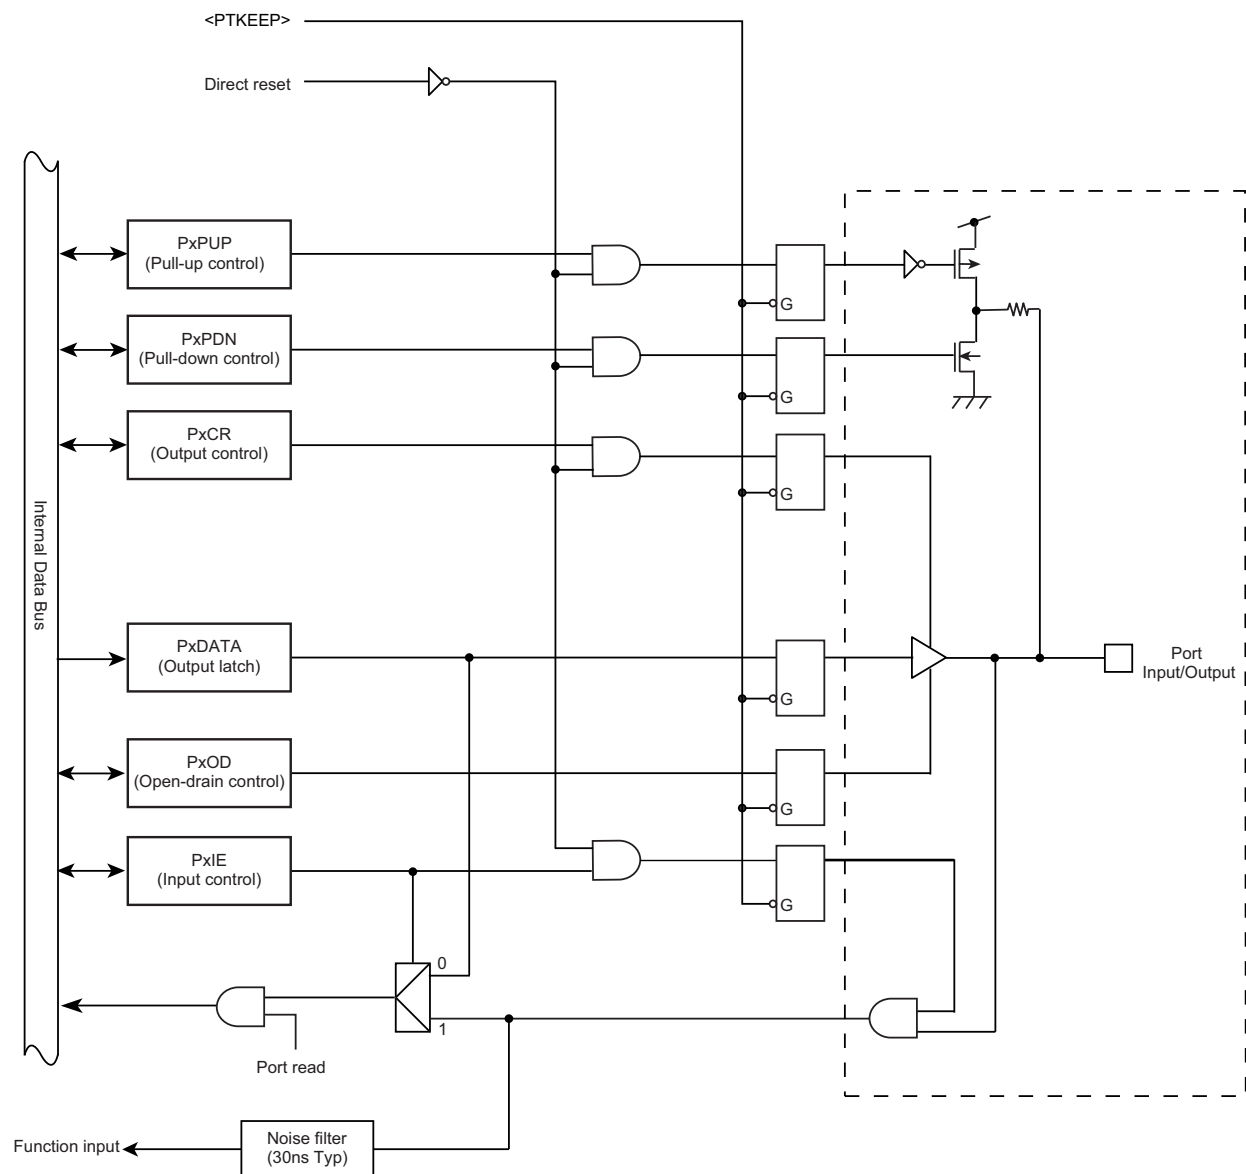 <PTKEEP>
Direct reset
PxPUP
(Pull-up control)
G
PxPDN
(Pull-down control)
G
PxCR
(Output control)
G
Internal Data Bus
PxDATA
(Output latch)
G
Port
Input/Output
PxOD
(Open-drain control)
G
PxIE
(Input control)
G
0
1
Port read
Function input
Noise filter
(30ns Typ)